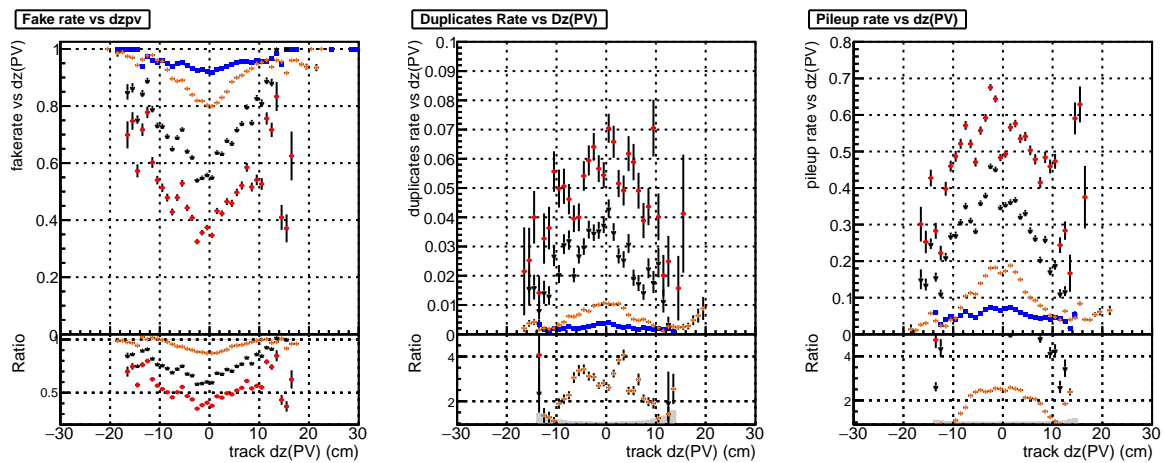 Fake rate vs dzpv
fakerate vs dz(PV)
1
0.8
0.6
0.4
0.2
0
Ratio
0.5
−30 −20 −10 0 10 20 30
track dz(PV) (cm)
Duplicates Rate vs Dz(PV)
duplicates rate vs dz(PV)
0.1
0.09
0.08
0.07
0.06
0.05
0.04
0.03
0.02
0.01
0
Ratio
4
2
−30 −20 −10 0 10 20 30
track dz(PV) (cm)
Pileup rate vs dz(PV)
pileup rate vs dz(PV)
0.8
0.7
0.6
0.5
0.4
0.3
0.2
0.1
0
Ratio
4
2
−30 −20 −10 0 10 20 30
track dz(PV) (cm)